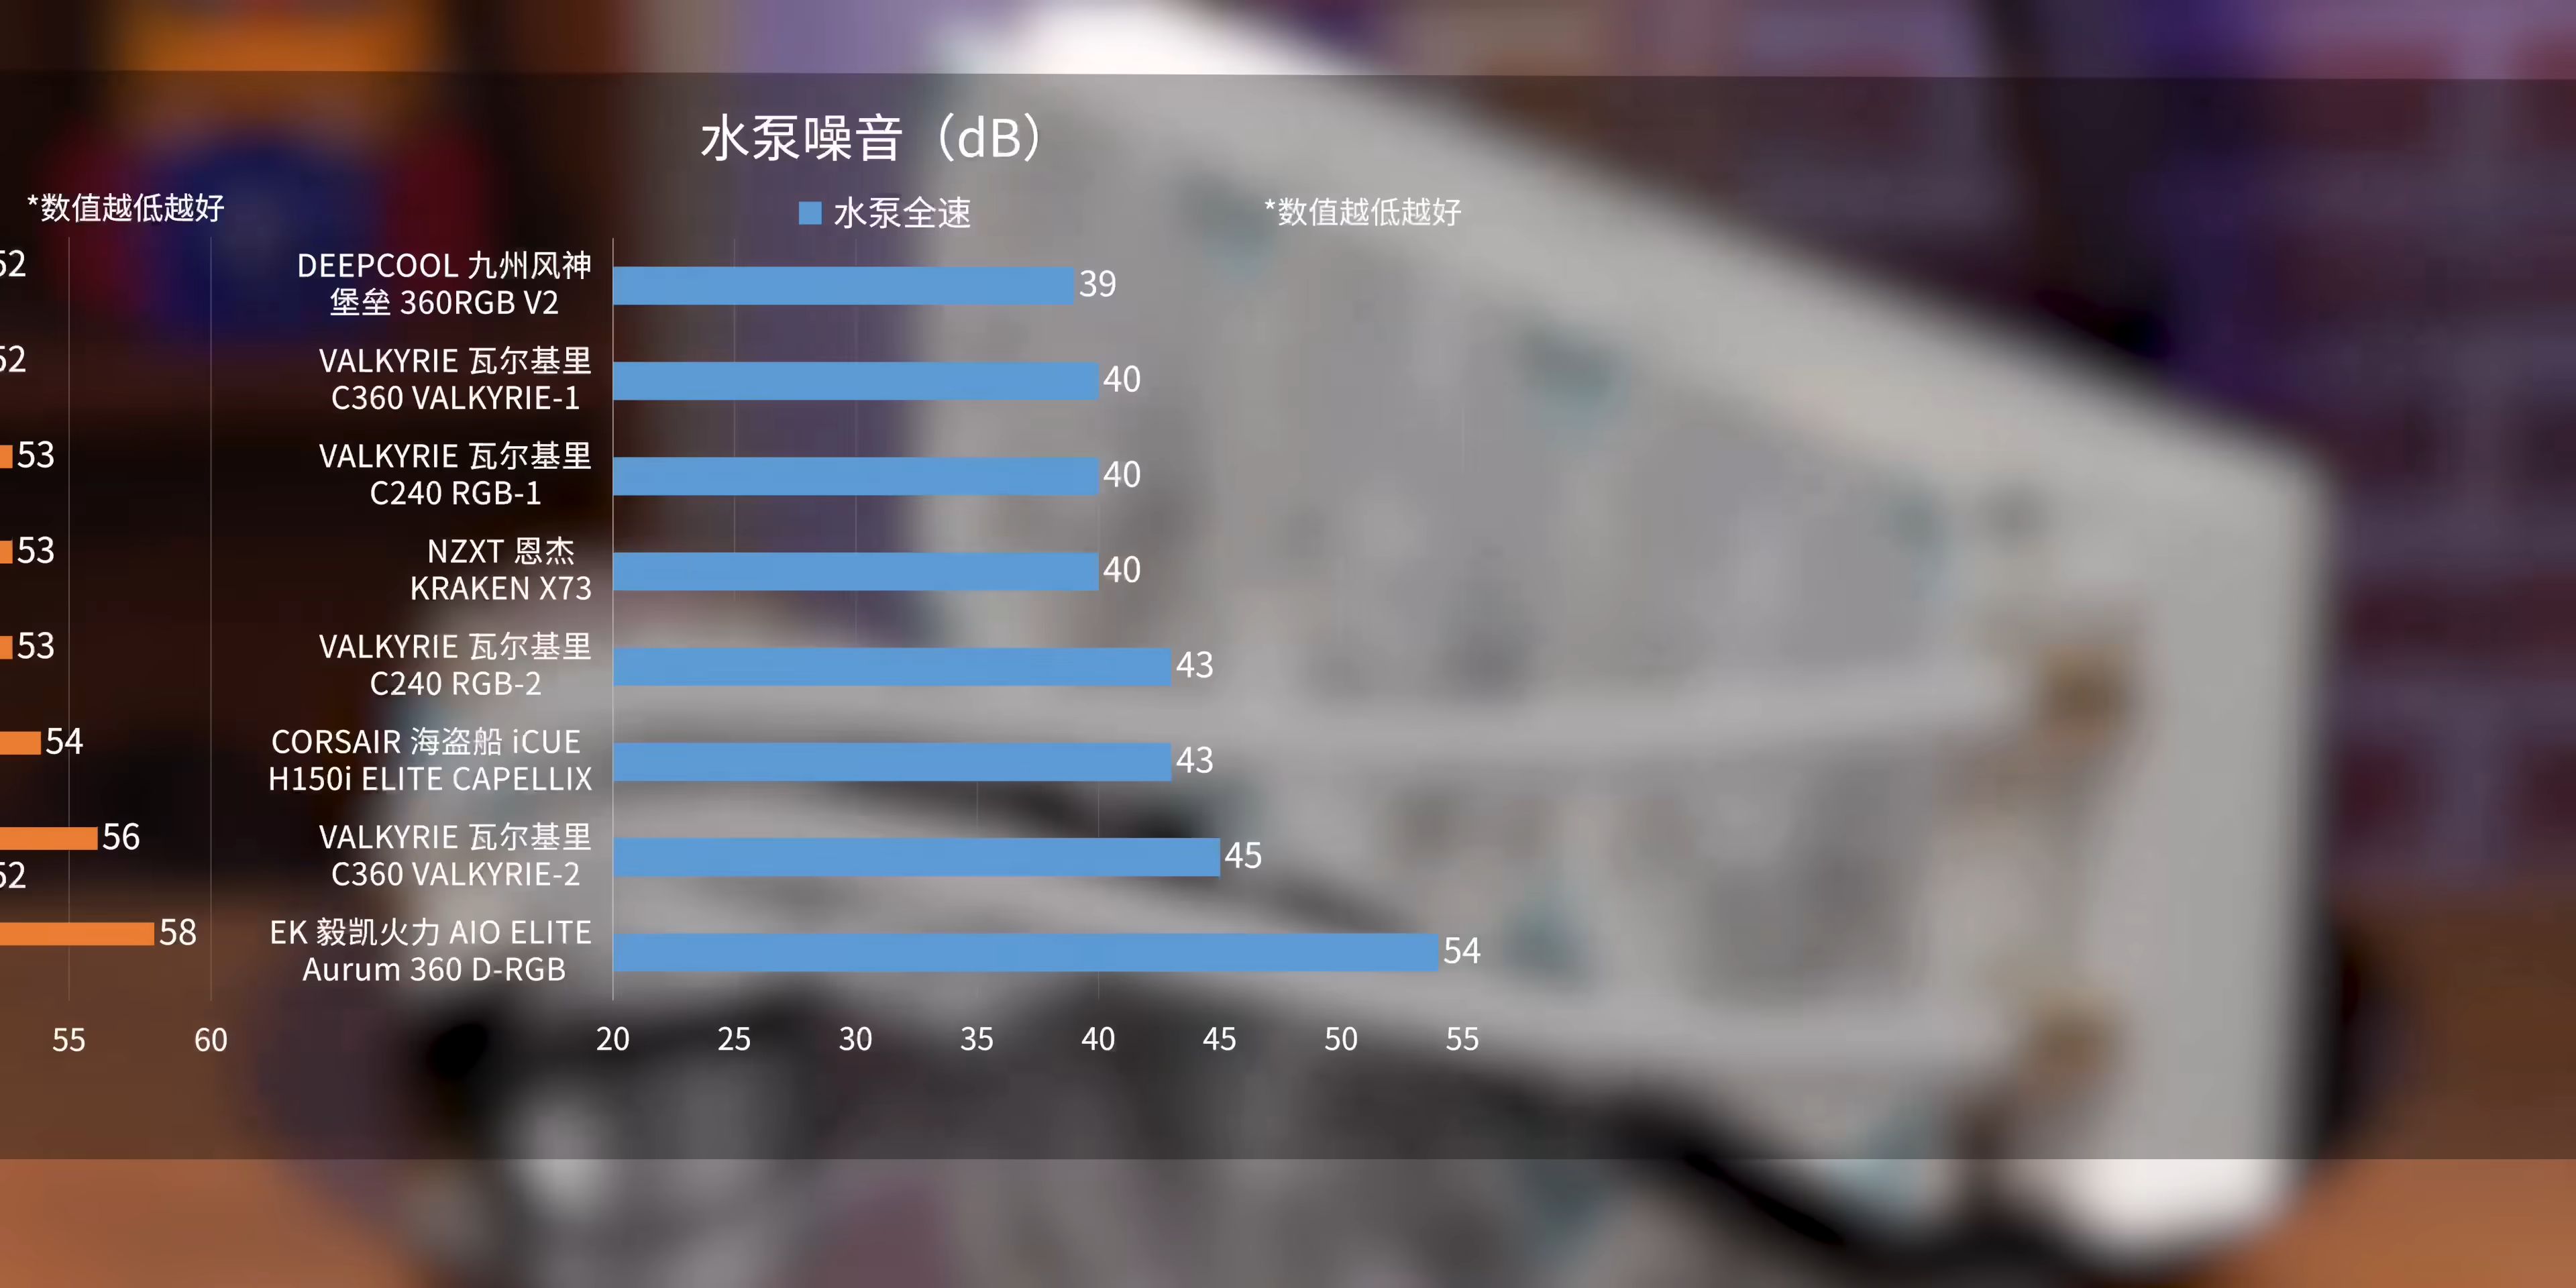 水泵噪音（dB）
*数值越低越好
水泵全速
*数值越低越好
52
DEEPCOOL 九州风神
堡垒 360RGB V2
39
52
VALKYRIE 瓦尔基里
C360 VALKYRIE-1
40
53
VALKYRIE 瓦尔基里
C240 RGB-1
40
53
NZXT 恩杰
KRAKEN X73
40
53
VALKYRIE 瓦尔基里
C240 RGB-2
43
54
CORSAIR 海盗船 iCUE
H150i ELITE CAPELLIX
43
56
VALKYRIE 瓦尔基里
C360 VALKYRIE-2
45
52
58
EK 毅凯火力 AIO ELITE
Aurum 360 D-RGB
54
55 60
20 25 30 35 40 45 50 55